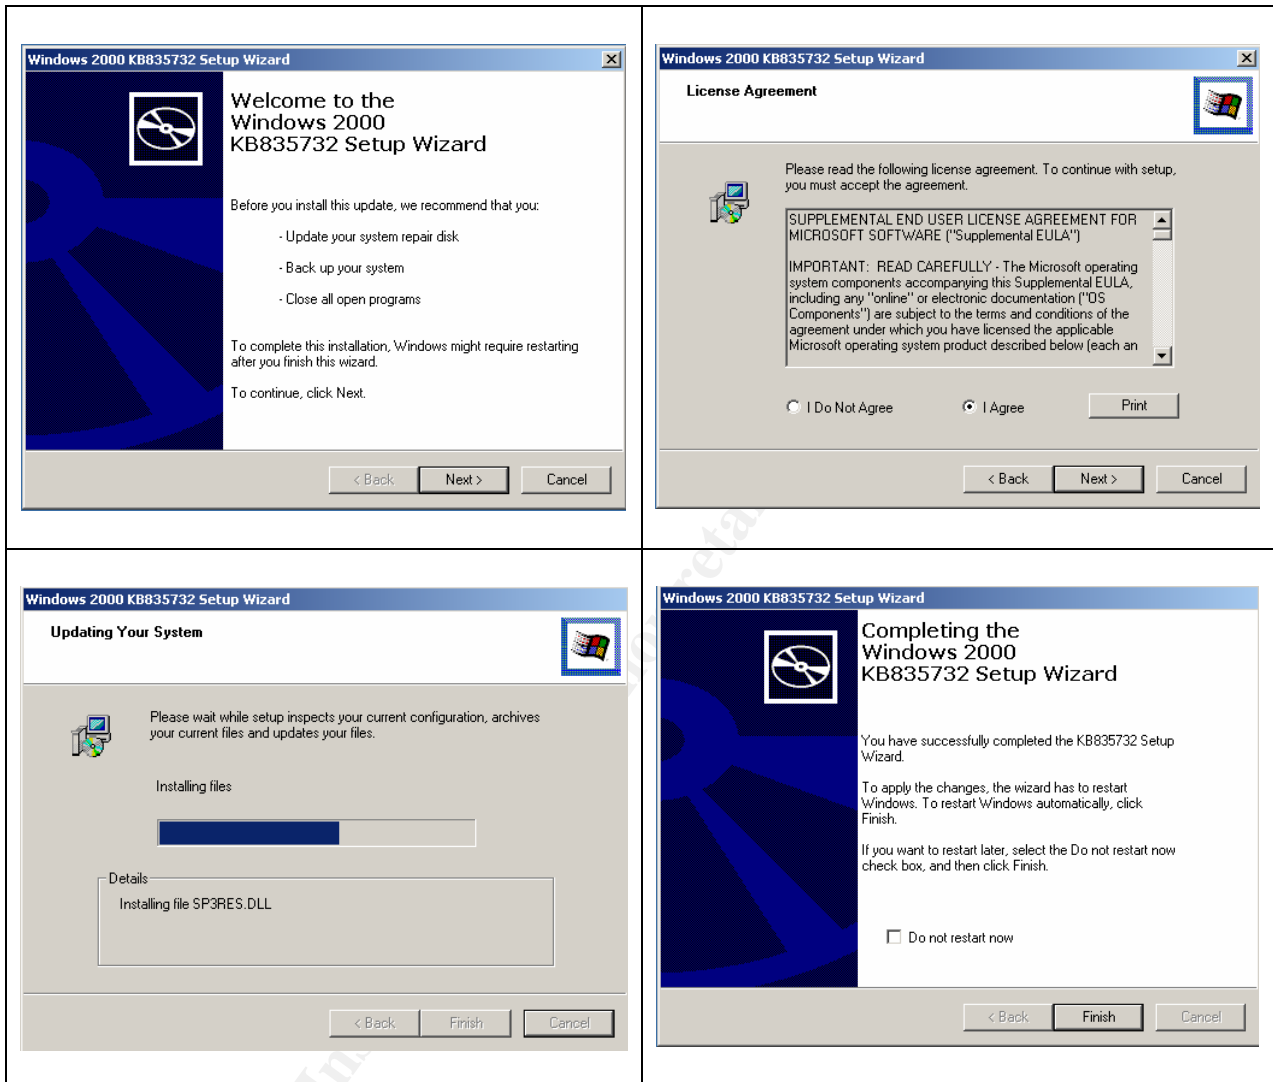 Windows 2000 KB835732 Setup Wizard
Welcome to the
Windows 2000
KB835732 Setup Wizard
Before you install this update, we recommend that you:
- Update your system repair disk
- Back up your system
- Close all open programs
To complete this installation, Windows might require restarting
after you finish this wizard.
To continue, click Next.
< Back
Next >
Cancel
Windows 2000 KB835732 Setup Wizard
License Agreement
Please read the following license agreement. To continue with setup,
you must accept the agreement.
SUPPLEMENTAL END USER LICENSE AGREEMENT FOR
MICROSOFT SOFTWARE ("Supplemental EULA")
IMPORTANT: READ CAREFULLY - The Microsoft operating
system components accompanying this Supplemental EULA,
including any "online" or electronic documentation ("OS
Components") are subject to the terms and conditions of the
agreement under which you have licensed the applicable
Microsoft operating system product described below (each an
I Do Not Agree
I Agree
Print
< Back
Next >
Cancel
Windows 2000 KB835732 Setup Wizard
Updating Your System
Please wait while setup inspects your current configuration, archives
your current files and updates your files.
Installing files
Details
Installing file SP3RES.DLL
< Back
Finish
Cancel
Windows 2000 KB835732 Setup Wizard
Completing the
Windows 2000
KB835732 Setup Wizard
You have successfully completed the KB835732 Setup
Wizard.
To apply the changes, the wizard has to restart
Windows. To restart Windows automatically, click
Finish.
If you want to restart later, select the Do not restart now
check box, and then click Finish.
Do not restart now
< Back
Finish
Cancel